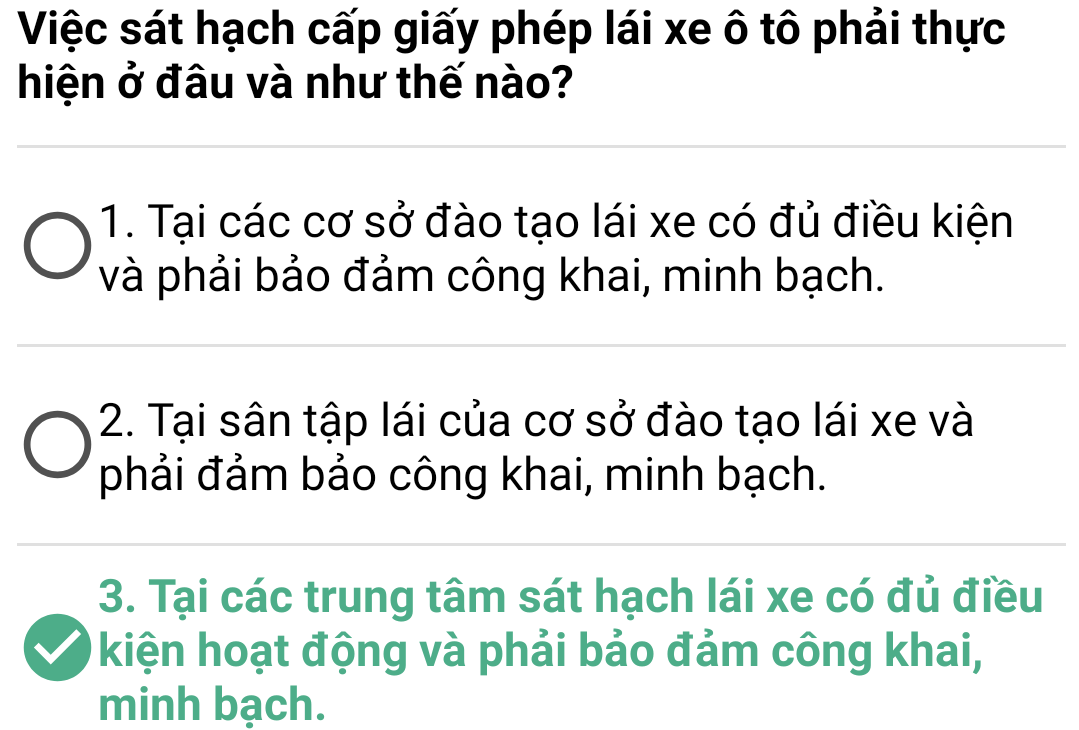 Việc sát hạch cấp giấy phép lái xe ô tô phải thực
hiện ở đâu và như thế nào?
1. Tại các cơ sở đào tạo lái xe có đủ điều kiện
và phải bảo đảm công khai, minh bạch.
2. Tại sân tập lái của cơ sở đào tạo lái xe và
phải đảm bảo công khai, minh bạch.
3. Tại các trung tâm sát hạch lái xe có đủ điều
kiện hoạt động và phải bảo đảm công khai,
minh bạch.